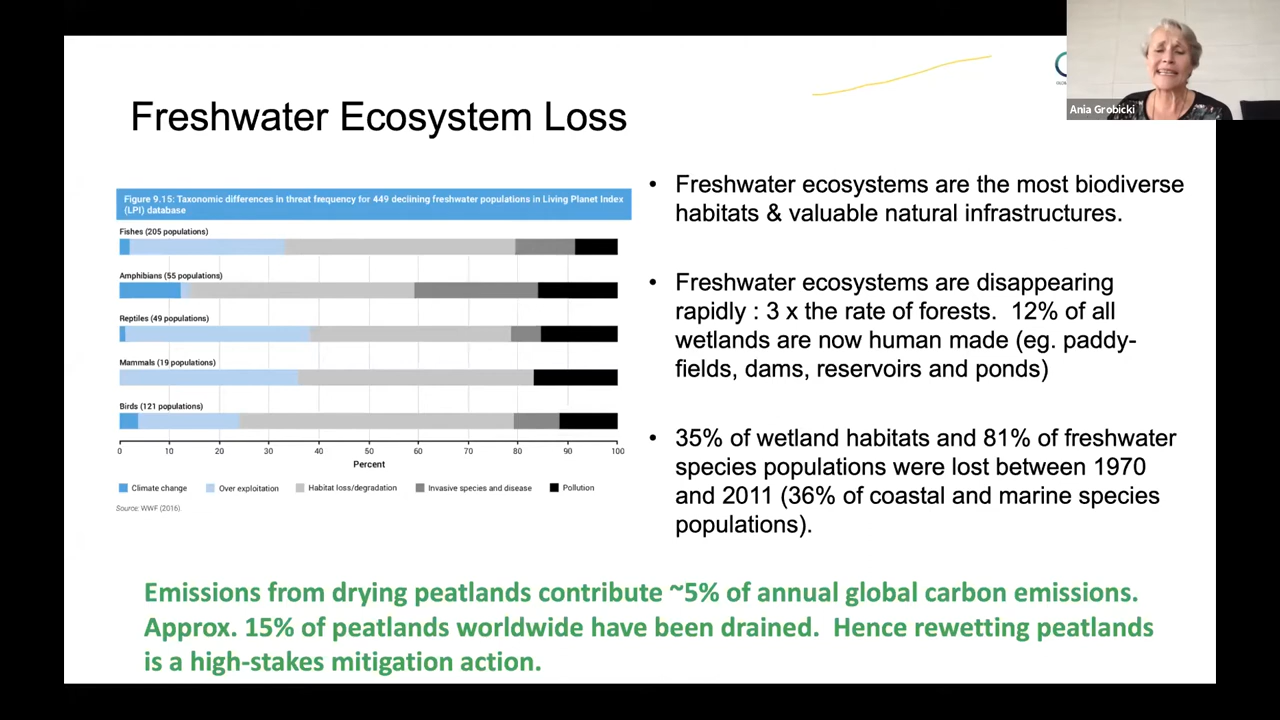 Ania Grobicki
Freshwater Ecosystem Loss
Figure 9.15: Taxonomic differences in threat frequency for 449 declining freshwater populations in Living Planet Index
(LPI) database
Fishes (205 populations)
Amphibians (55 populations)
Reptiles (49 populations)
Mammals (19 populations)
Birds (121 populations)
0 10 20 30 40 50 60 70 80 90 100
Percent
Climate change Over exploitation Habitat loss/degradation Invasive species and disease Pollution
Source: WWF (2016)
• Freshwater ecosystems are the most biodiverse
habitats & valuable natural infrastructures.
• Freshwater ecosystems are disappearing
rapidly : 3 x the rate of forests. 12% of all
wetlands are now human made (eg. paddy-
fields, dams, reservoirs and ponds)
• 35% of wetland habitats and 81% of freshwater
species populations were lost between 1970
and 2011 (36% of coastal and marine species
populations).
Emissions from drying peatlands contribute ~5% of annual global carbon emissions.
Approx. 15% of peatlands worldwide have been drained. Hence rewetting peatlands
is a high-stakes mitigation action.